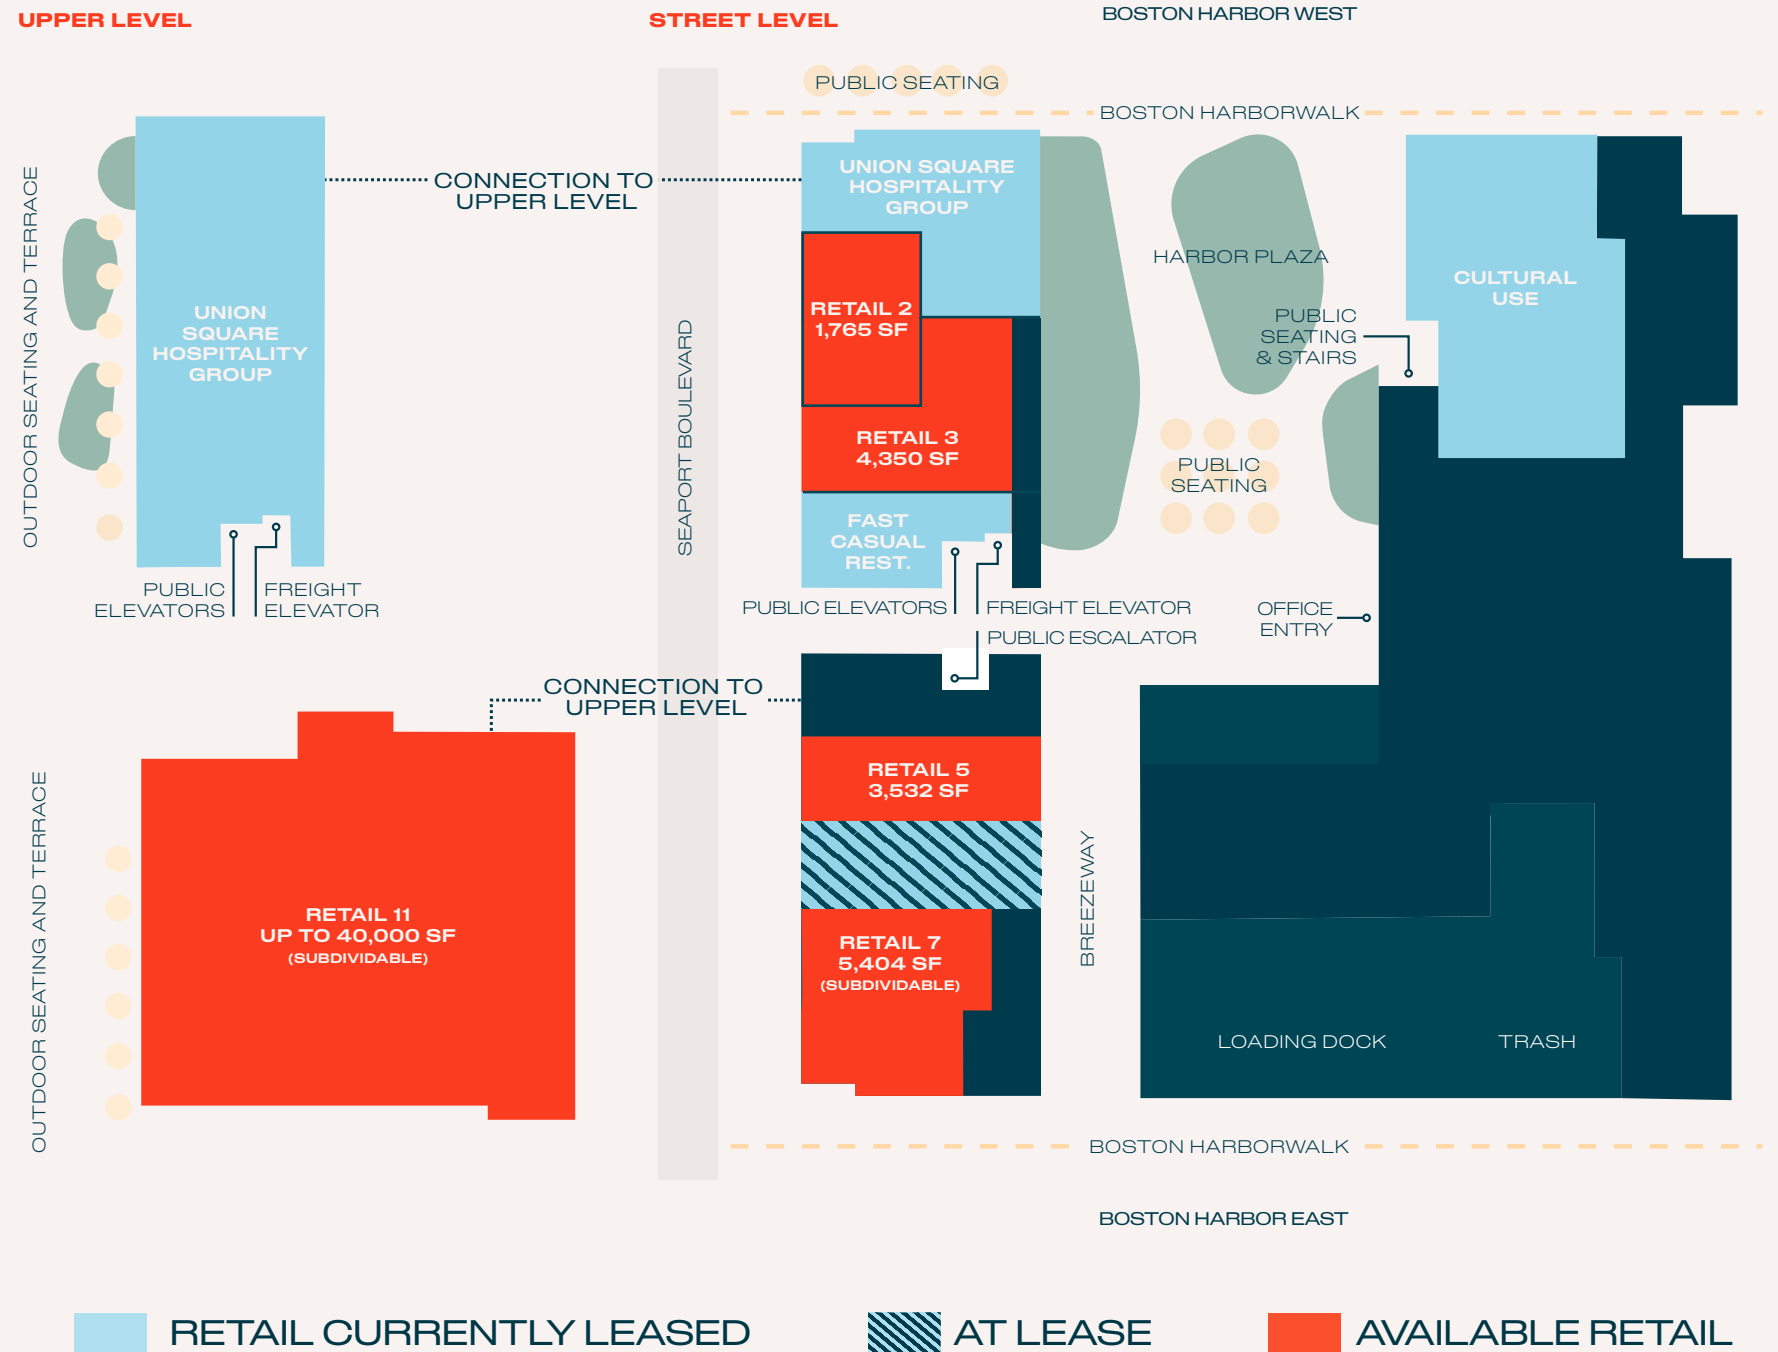 UPPER LEVEL
STREET LEVEL
BOSTON HARBOR WEST
PUBLIC SEATING
BOSTON HARBORWALK
OUTDOOR SEATING AND TERRACE
UNION
SQUARE
HOSPITALITY
GROUP
CONNECTION TO
UPPER LEVEL
SEAPORT BOULEVARD
UNION SQUARE
HOSPITALITY
GROUP
RETAIL 2
1,765 SF
RETAIL 3
4,350 SF
FAST
CASUAL
REST.
HARBOR PLAZA
PUBLIC
SEATING
& STAIRS
CULTURAL
USE
PUBLIC
SEATING
PUBLIC
ELEVATORS
FREIGHT
ELEVATOR
PUBLIC ELEVATORS
FREIGHT ELEVATOR
PUBLIC ESCALATOR
OFFICE
ENTRY
CONNECTION TO
UPPER LEVEL
OUTDOOR SEATING AND TERRACE
RETAIL 11
UP TO 40,000 SF
(SUBDIVIDABLE)
RETAIL 5
3,532 SF
RETAIL 7
5,404 SF
(SUBDIVIDABLE)
BREEZEWAY
LOADING DOCK
TRASH
BOSTON HARBORWALK
BOSTON HARBOR EAST
RETAIL CURRENTLY LEASED
AT LEASE
AVAILABLE RETAIL